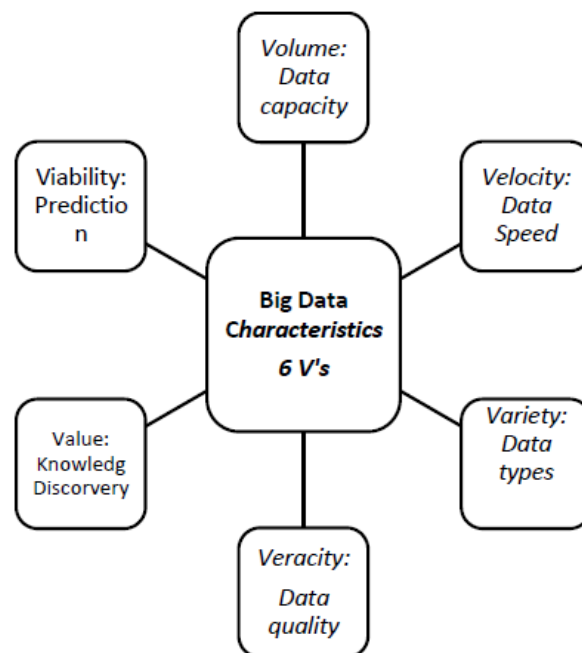 Volume:
Data
capacity
Viability:
Predictio
n
Velocity:
Data
Speed
Big Data
Characteristics
6 V's
Value:
Knowledg
Discorvery
Variety:
Data
types
Veracity:
Data
quality